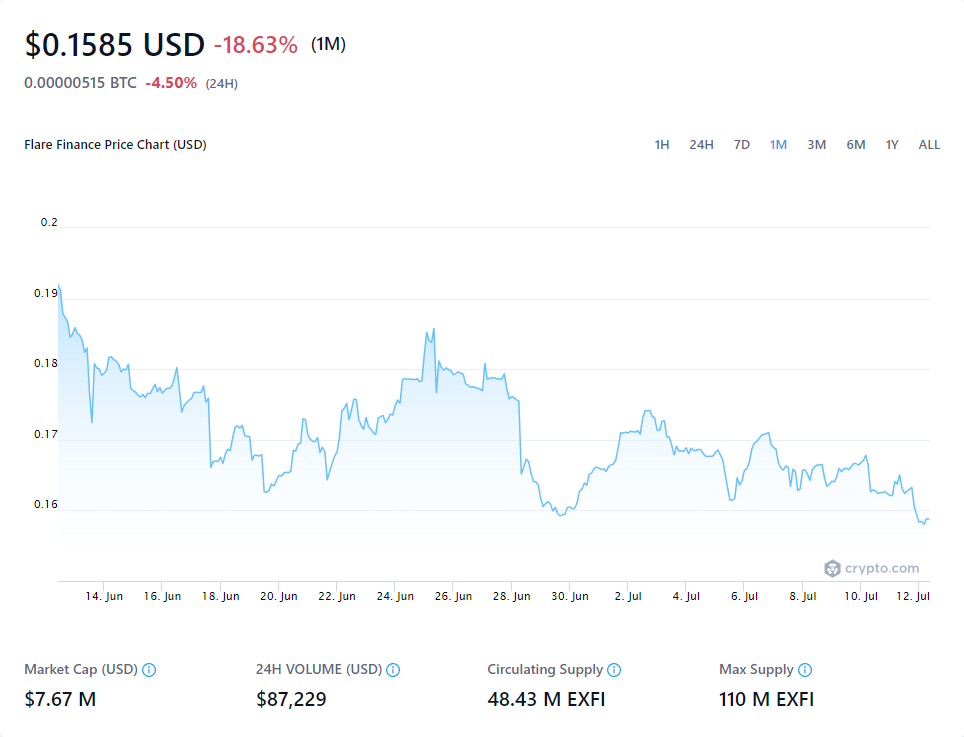 $0.1585 USD -18.63% (1M)
0.00000515 BTC -4.50% (24H)
Flare Finance Price Chart (USD) 1H 24H 7D 1M 3M 6M 1Y ALL
0.2
0.19
0.18
0.17
0.16
crypto.com
14. Jun 16. Jun 18. Jun 20. Jun 22. Jun 24. Jun 26. Jun 28. Jun 30. Jun 2. Jul 4. Jul 6. Jul 8. Jul 10. Jul 12. Jul
Market Cap (USD) 24H VOLUME (USD) Circulating Supply Max Supply
$7.67 M $87,229 48.43 M EXFI 110 M EXFI